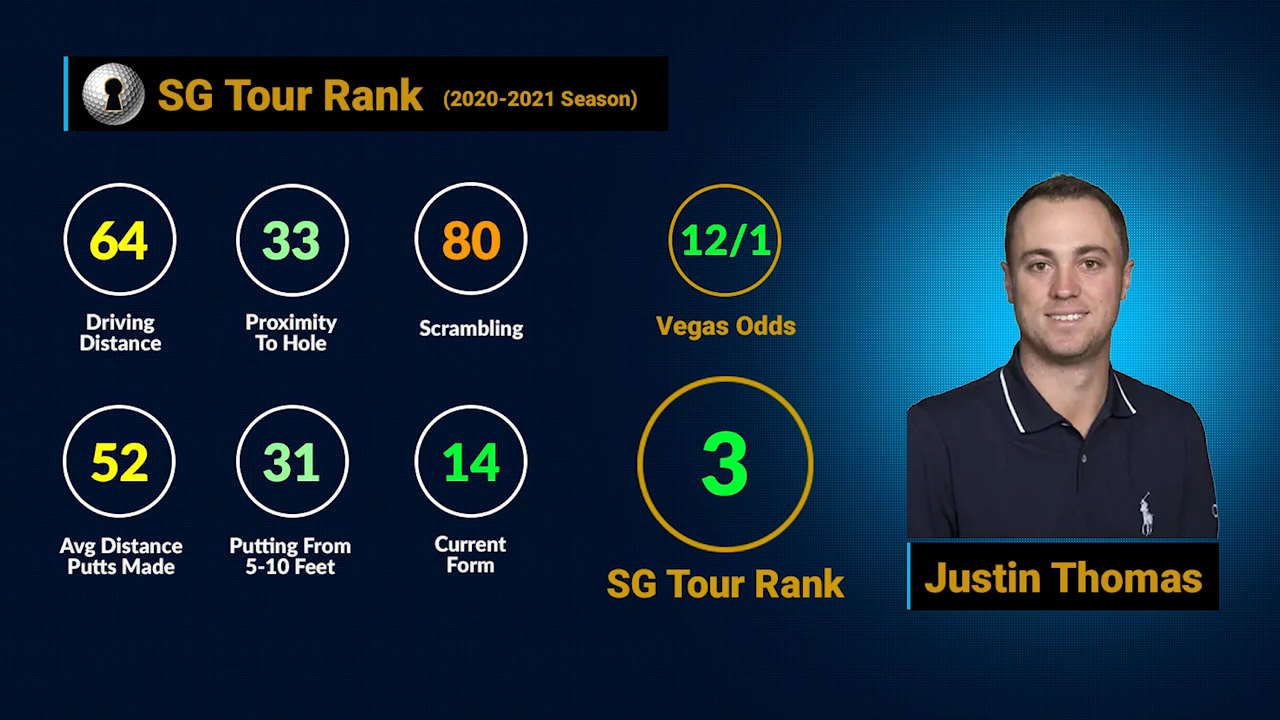 SG Tour Rank (2020-2021 Season)
64
33
80
12/1
Driving
Distance
Proximity
To Hole
Scrambling
Vegas Odds
52
31
14
3
Avg Distance
Putts Made
Putting From
5-10 Feet
Current
Form
SG Tour Rank
Justin Thomas